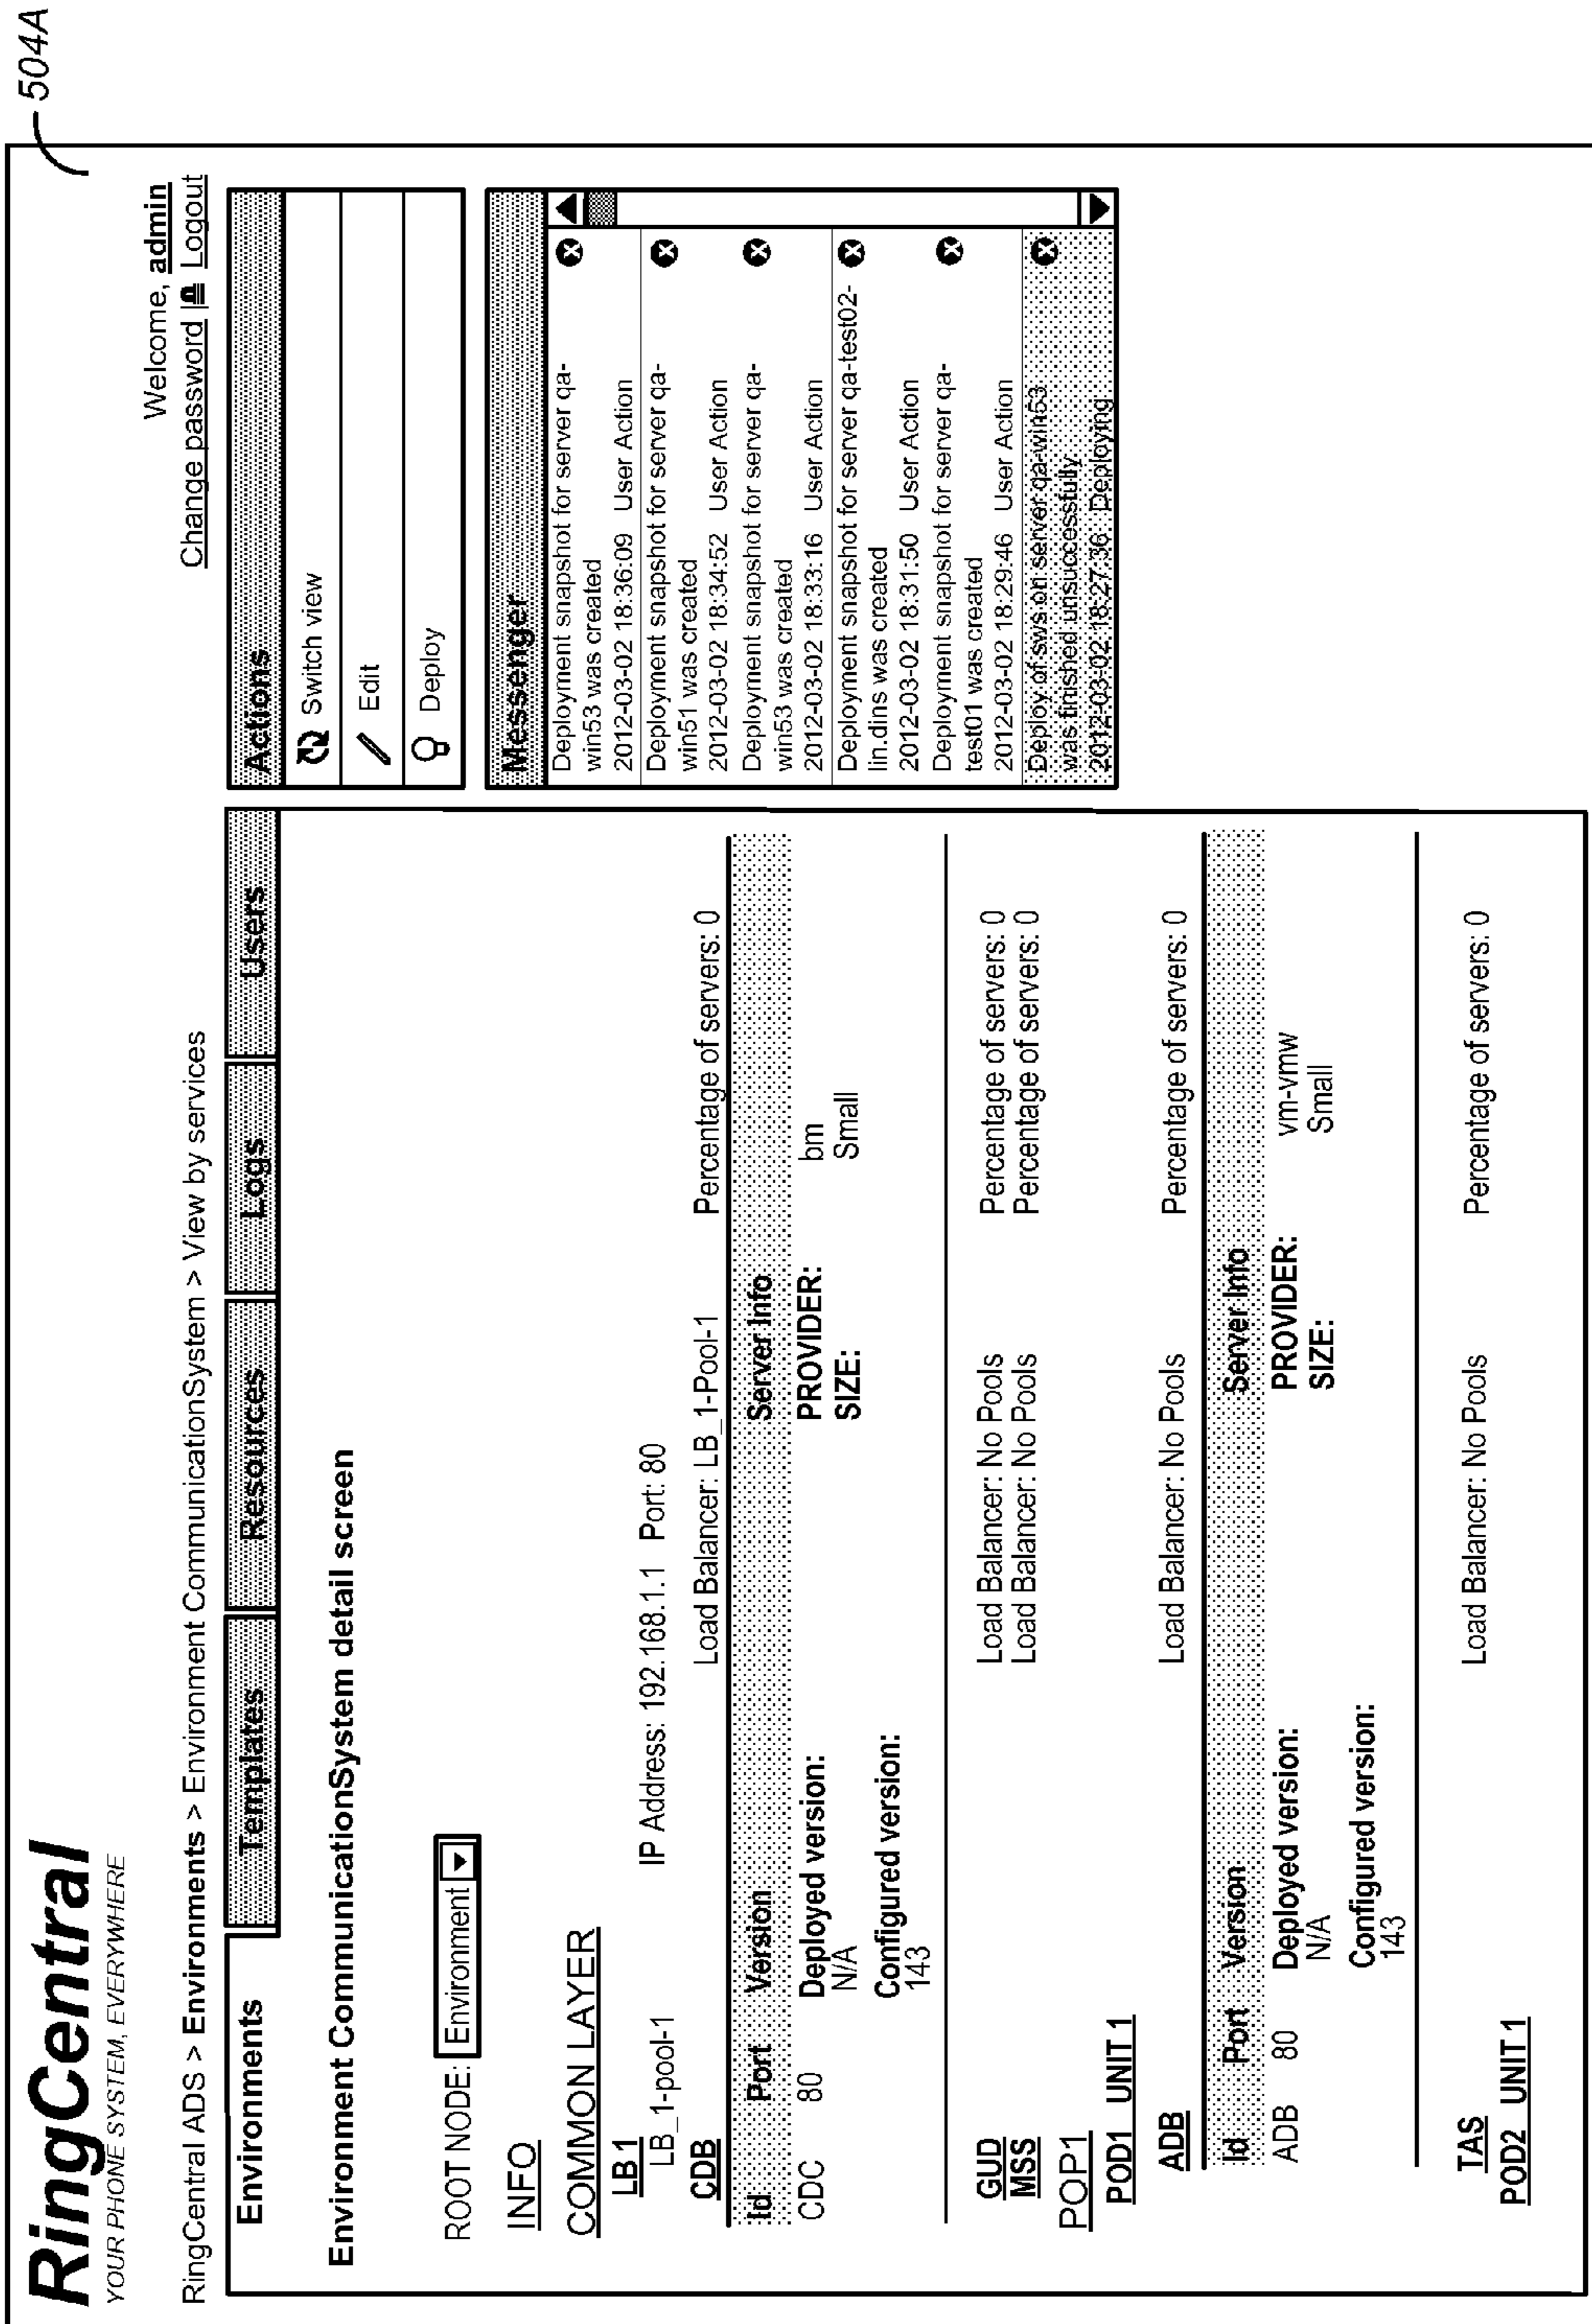 504A
RingCentral
YOUR PHONE SYSTEM, EVERYWHERE
Welcome, admin
Change password | Logout
RingCentral ADS > Environments > Environment CommunicationSystem > View by services
Environments Templates Resources Logs Users
Environment CommunicationSystem detail screen
ROOT NODE: Environment
INFO
COMMON LAYER
LB1
LB_1-pool-1 IP Address: 192.168.1.1 Port: 80
CDB Load Balancer: LB_1-Pool-1 Percentage of servers: 0
Id Port Version Server Info
CDC 80 Deployed version: PROVIDER: bm
N/A SIZE: Small
Configured version:
143
GUD Load Balancer: No Pools Percentage of servers: 0
MSS Load Balancer: No Pools Percentage of servers: 0
POP1
POD1 UNIT1
ADB Load Balancer: No Pools Percentage of servers: 0
Id Port Version Server Info
ADB 80 Deployed version: PROVIDER: vm-vmw
N/A SIZE: Small
Configured version:
143
TAS Load Balancer: No Pools Percentage of servers: 0
POD2 UNIT1
Actions
Switch view
Edit
Deploy
Messenger
Deployment snapshot for server qa-
win53 was created
2012-03-02 18:36:09 User Action
Deployment snapshot for server qa-
win51 was created
2012-03-02 18:34:52 User Action
Deployment snapshot for server qa-
win53 was created
2012-03-02 18:33:16 User Action
Deployment snapshot for server qa-test02-
lin.dins was created
2012-03-02 18:31:50 User Action
Deployment snapshot for server qa-
test01 was created
2012-03-02 18:29:46 User Action
Deploy of sws on server qa-win53
was finished unsuccessfully
2012-03-02 18:27:36 Deploying